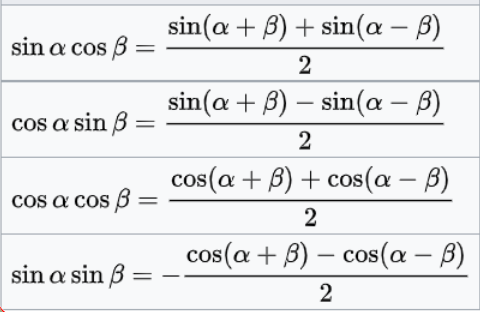 sin α cos β = (sin(α + β) + sin(α − β))/2
cos α sin β = (sin(α + β) − sin(α − β))/2
cos α cos β = (cos(α + β) + cos(α − β))/2
sin α sin β = −(cos(α + β) − cos(α − β))/2